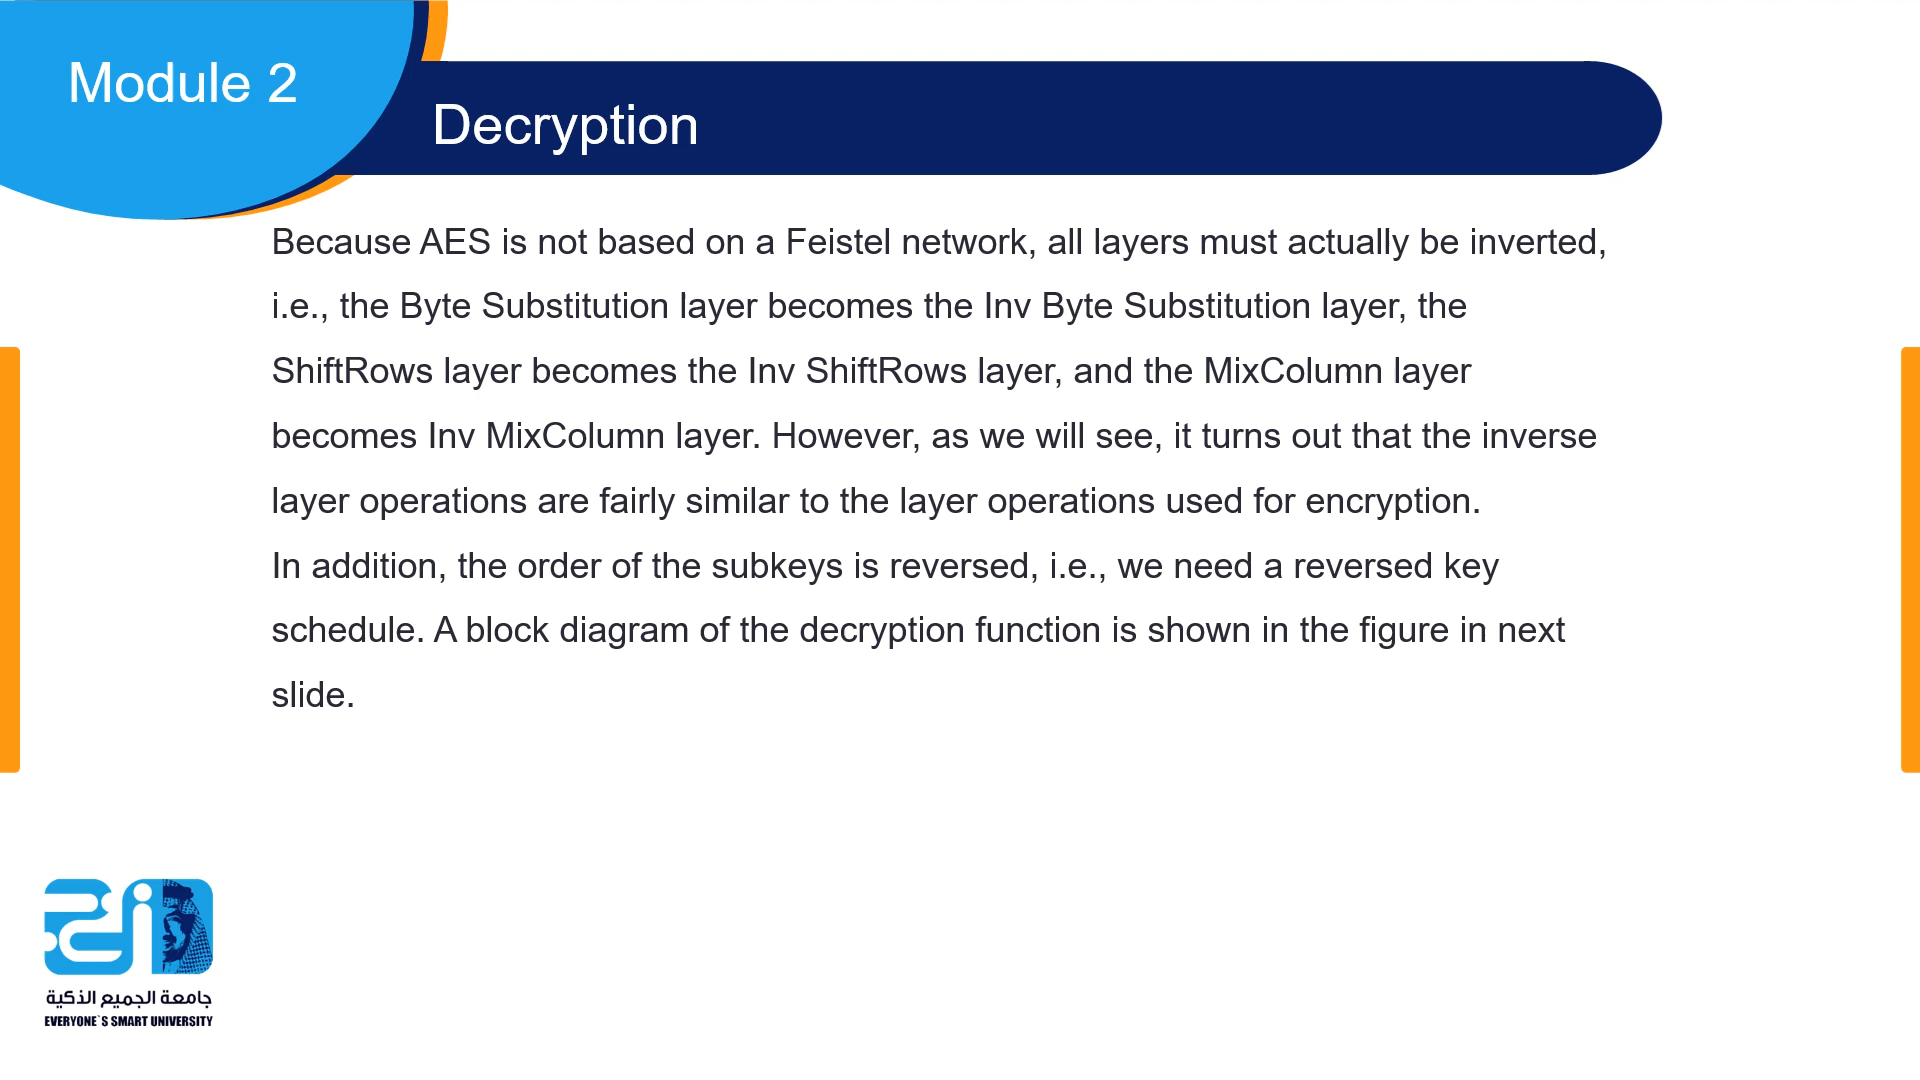 Module 2
Decryption
Because AES is not based on a Feistel network, all layers must actually be inverted,
i.e., the Byte Substitution layer becomes the Inv Byte Substitution layer, the
ShiftRows layer becomes the Inv ShiftRows layer, and the MixColumn layer
becomes Inv MixColumn layer. However, as we will see, it turns out that the inverse
layer operations are fairly similar to the layer operations used for encryption.
In addition, the order of the subkeys is reversed, i.e., we need a reversed key
schedule. A block diagram of the decryption function is shown in the figure in next
slide.
جامعة الجميع الذكية
EVERYONE`S SMART UNIVERSITY